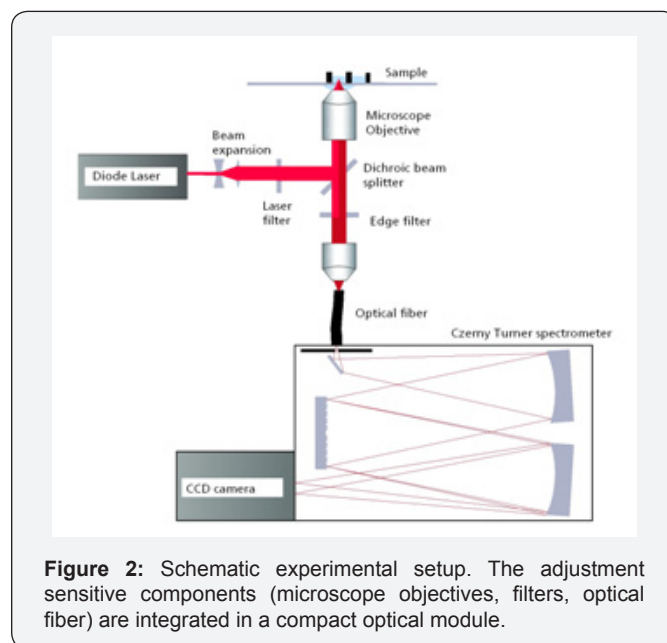 Sample
Microscope
Objective
Beam
expansion
Diode Laser
Dichroic beam
splitter
Laser
filter
Edge filter
Optical fiber
Czerny Turner spectrometer
CCD camera
Figure 2: Schematic experimental setup. The adjustment
sensitive components (microscope objectives, filters, optical
fiber) are integrated in a compact optical module.